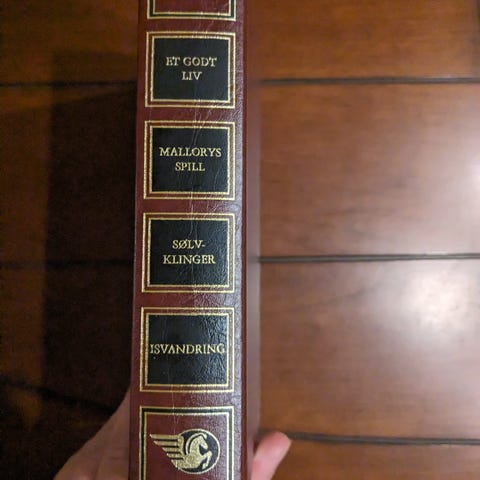 ET GODT
LIV
MALLORYS
SPILL
SØLV-
KLINGER
ISVANDRING